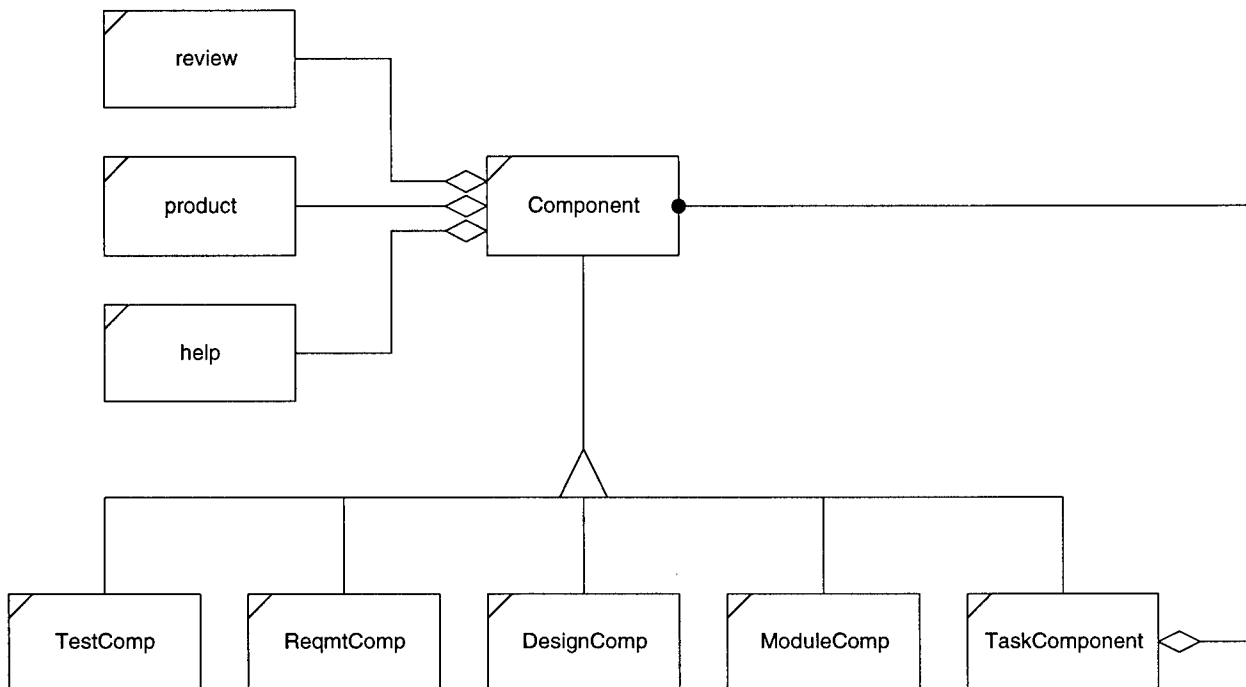 review
product
Component
help
TestComp
ReqmtComp
DesignComp
ModuleComp
TaskComponent